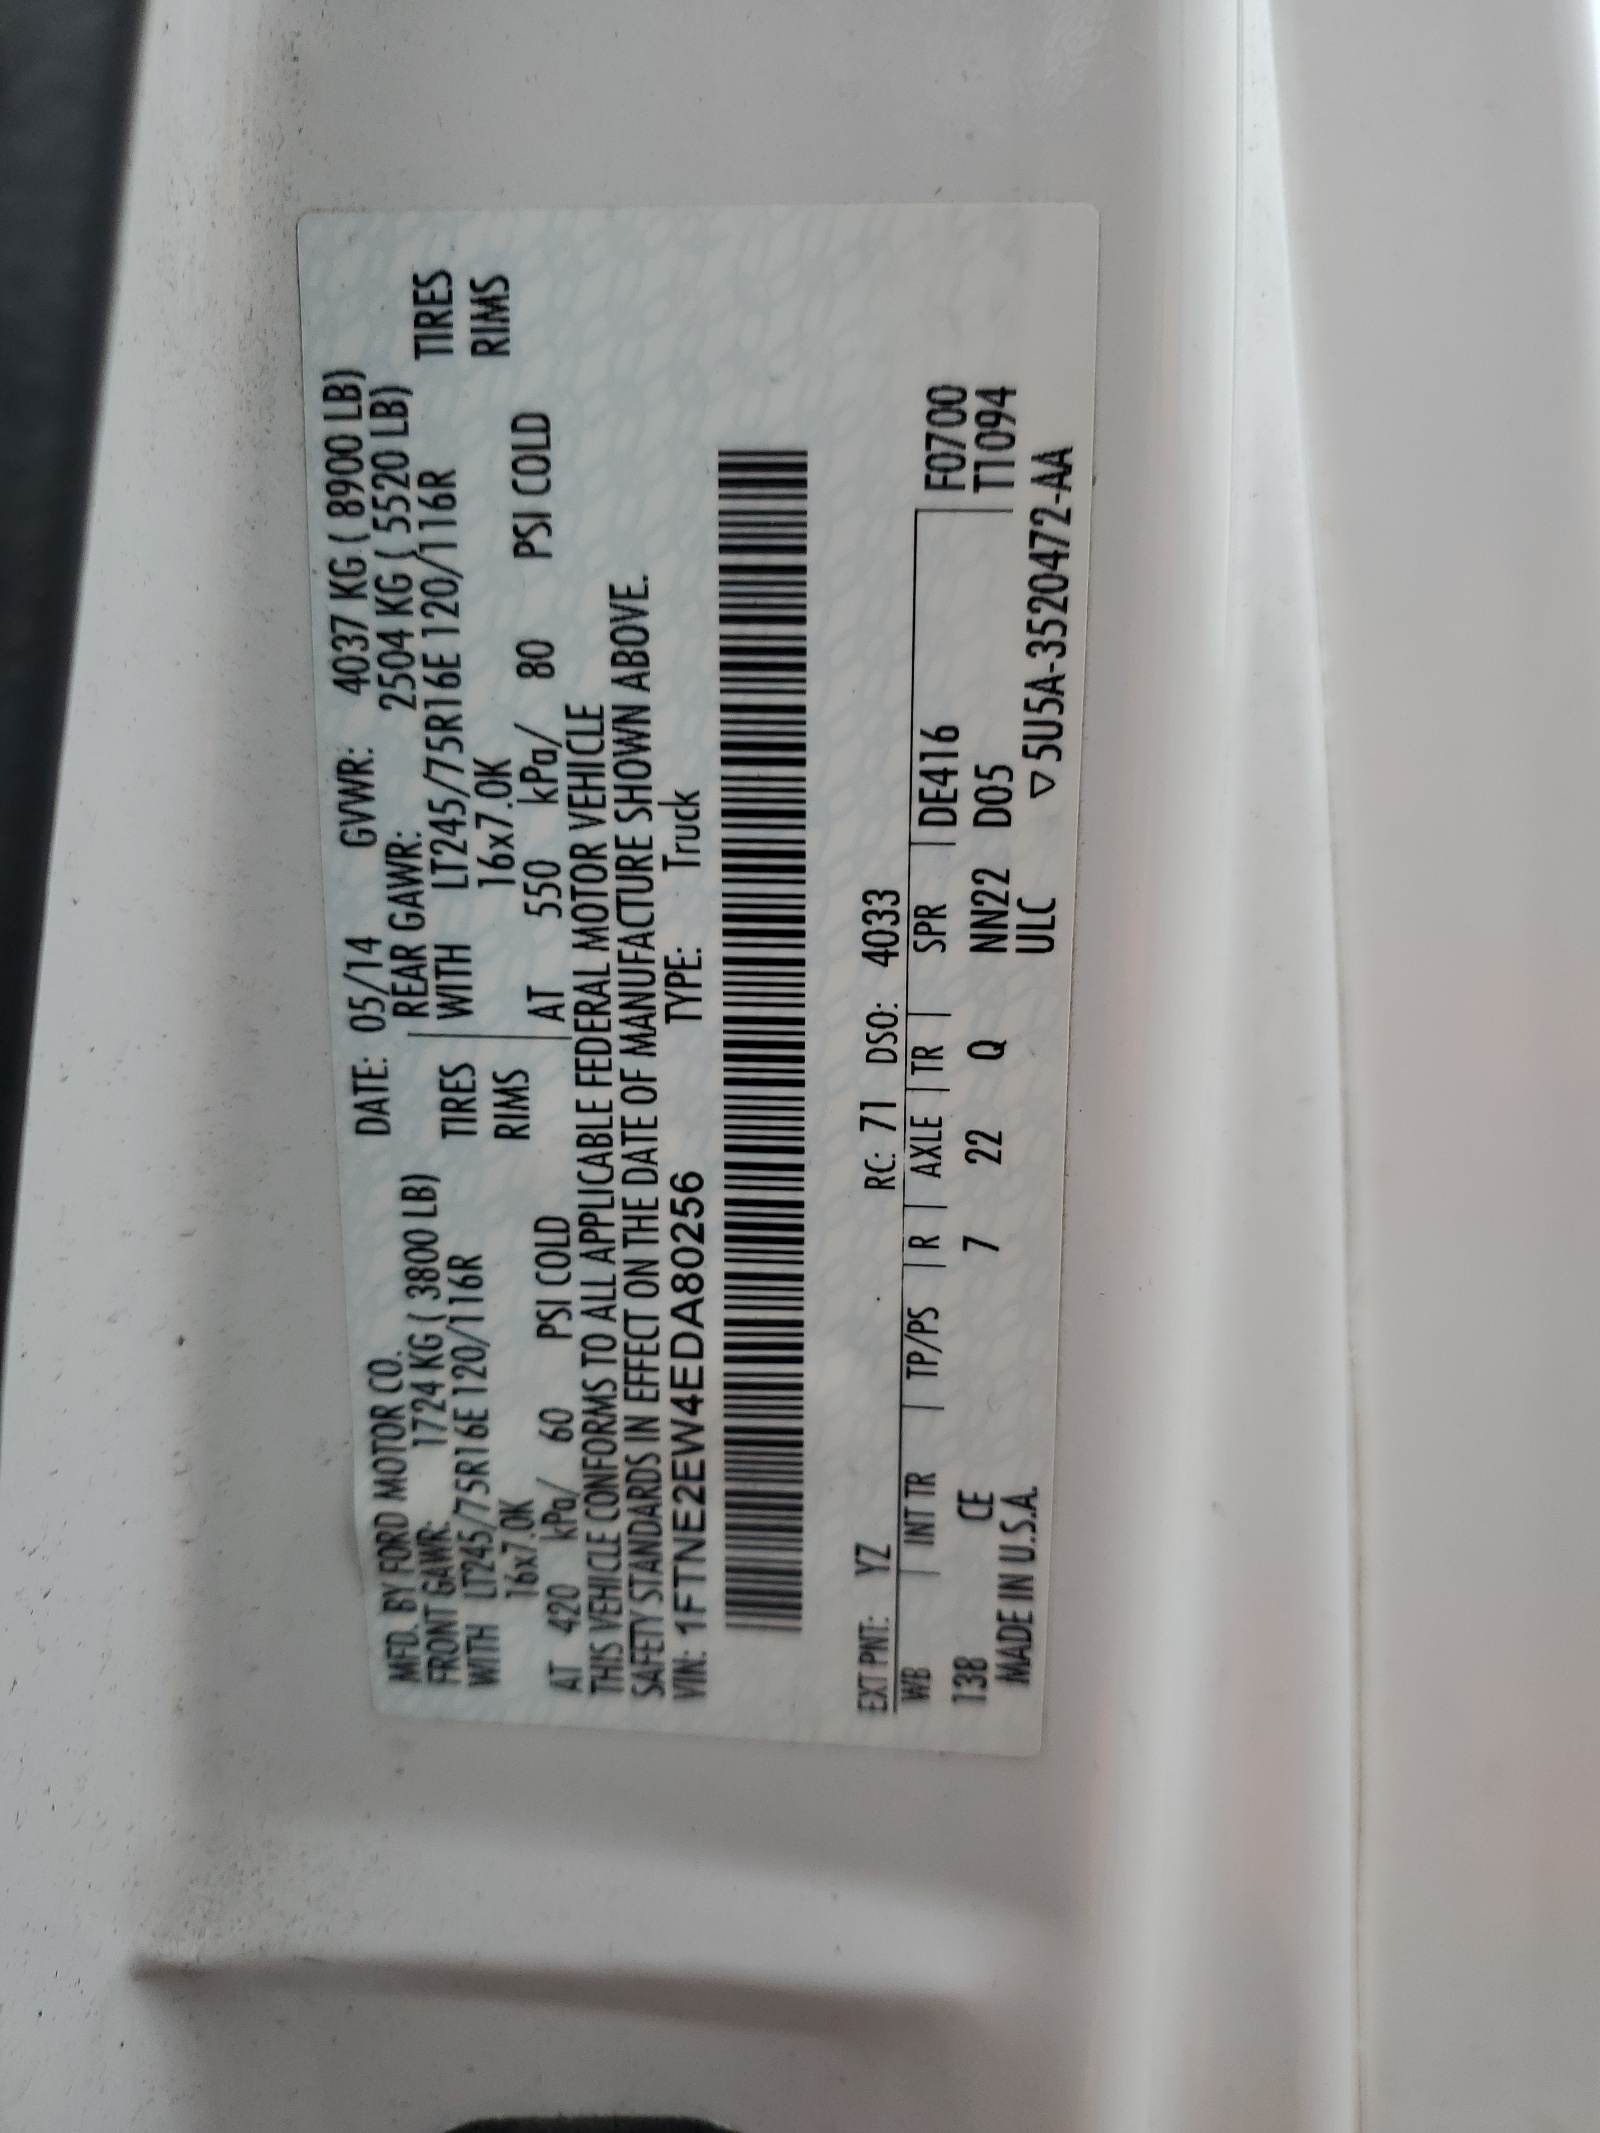 MFD. BY FORD MOTOR CO. DATE: 05/14 GVWR: 4037 KG ( 8900 LB)
FRONT GAWR: 1724 KG ( 3800 LB) REAR GAWR: 2504 KG ( 5520 LB)
WITH LT245/75R16E 120/116R TIRES WITH LT245/75R16E 120/116R TIRES
16x7.0K RIMS 16x7.0K RIMS
AT 420 kPa/ 60 PSI COLD AT 550 kPa/ 80 PSI COLD
THIS VEHICLE CONFORMS TO ALL APPLICABLE FEDERAL MOTOR VEHICLE
SAFETY STANDARDS IN EFFECT ON THE DATE OF MANUFACTURE SHOWN ABOVE.
VIN: 1FTNE2EW4EDA80256 TYPE: Truck
EXT PNT: YZ RC: 71 DSO: 4033
WB | INT TR | TP/PS | R | AXLE | TR | SPR | DE416 F0700
138 CE 7 22 Q NN22 D05 T1094
MADE IN U.S.A. ULC ▽5U5A-3520472-AA